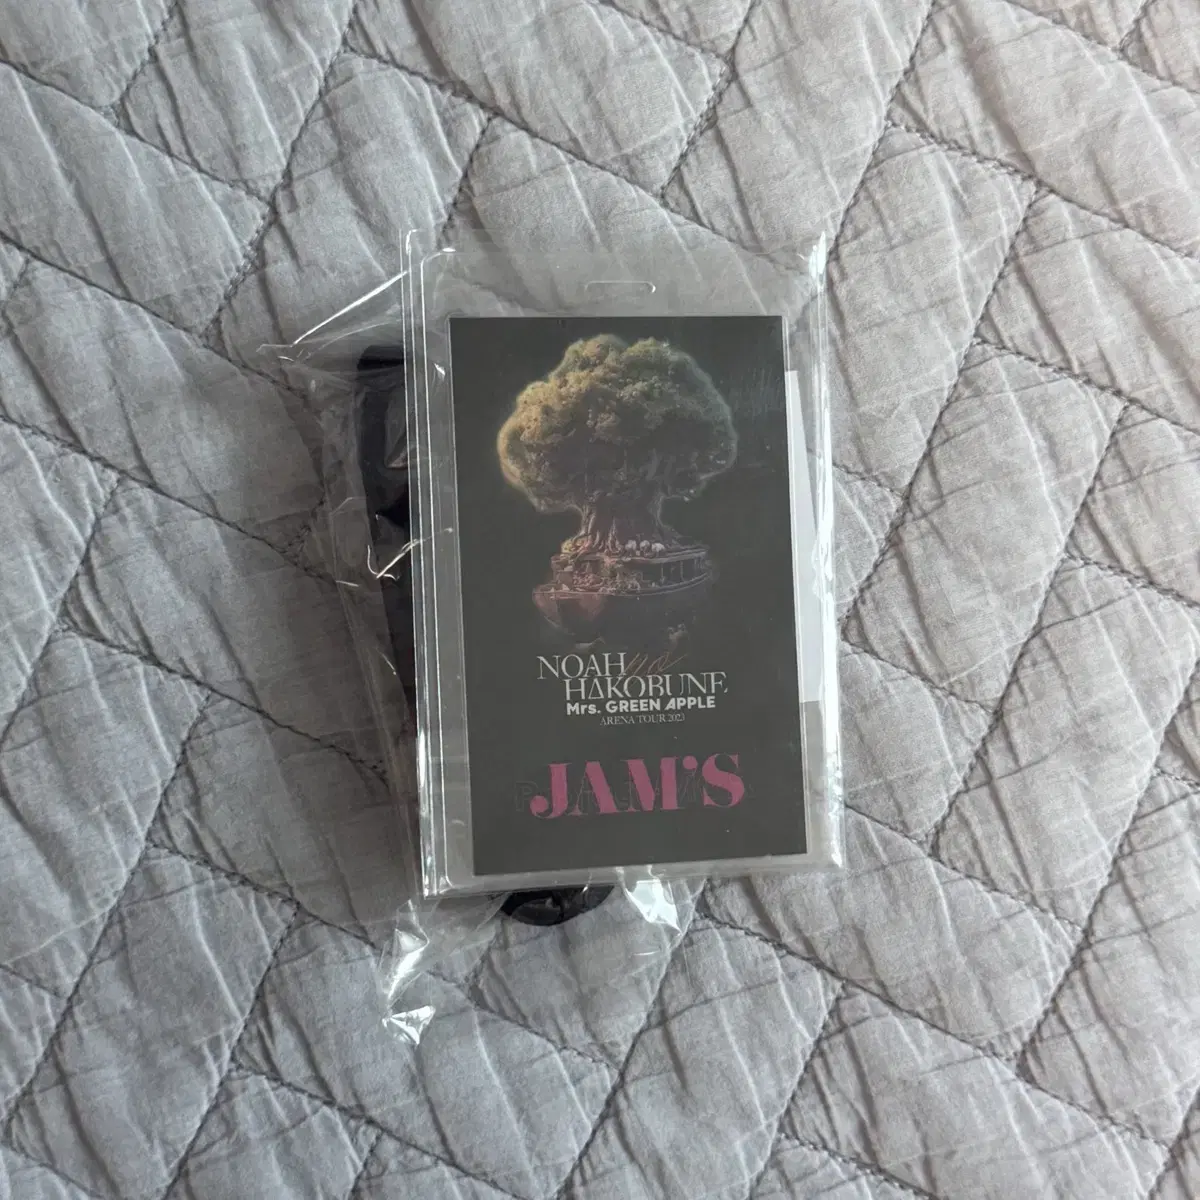 NOAH no
HAKOBUNE
Mrs. GREEN APPLE
ARENA TOUR 2023
JAM'S